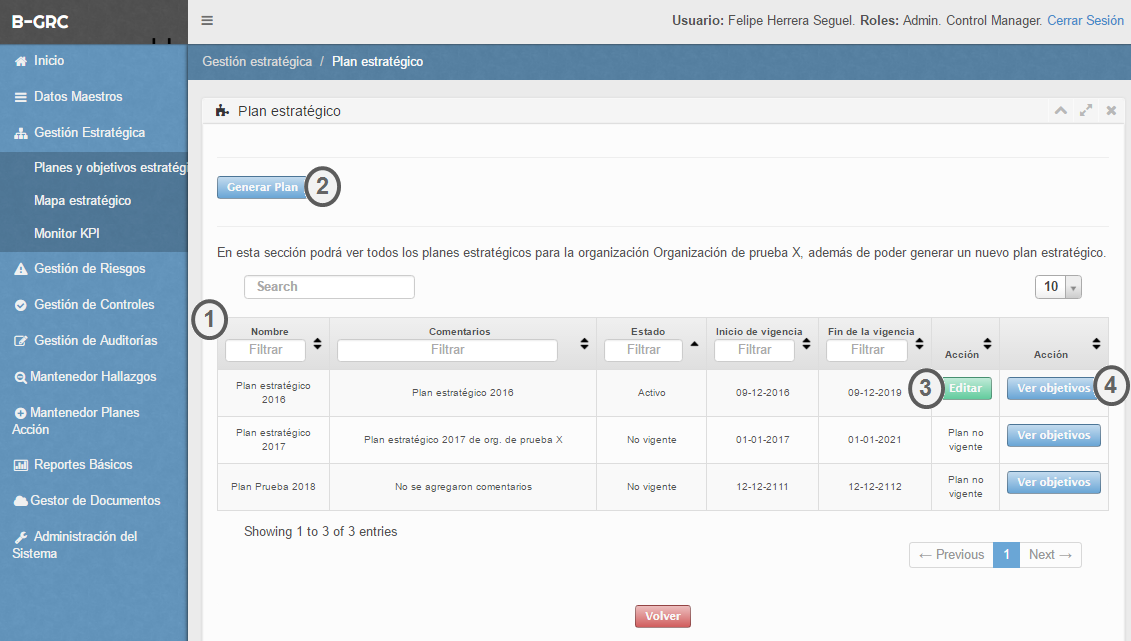 B-GRC
Usuario: Felipe Herrera Seguel. Roles: Admin. Control Manager. Cerrar Sesión
Inicio
Datos Maestros
Gestión Estratégica
Planes y objetivos estratégi
Mapa estratégico
Monitor KPI
Gestión de Riesgos
Gestión de Controles
Gestión de Auditorías
Mantenedor Hallazgos
Mantenedor Planes
Acción
Reportes Básicos
Gestor de Documentos
Administración del
Sistema
Gestión estratégica / Plan estratégico
Plan estratégico
Generar Plan 2
En esta sección podrá ver todos los planes estratégicos para la organización Organización de prueba X, además de poder generar un nuevo plan estratégico.
Search 10
1
Nombre Comentarios Estado Inicio de vigencia Fin de la vigencia Acción Acción
Filtrar Filtrar Filtrar Filtrar Filtrar
Plan estratégico
2016 Plan estratégico 2016 Activo 09-12-2016 09-12-2019 3 Editar Ver objetivos 4
Plan estratégico
2017 Plan estratégico 2017 de org. de prueba X No vigente 01-01-2017 01-01-2021 Plan no
vigente Ver objetivos
Plan Prueba 2018 No se agregaron comentarios No vigente 12-12-2111 12-12-2112 Plan no
vigente Ver objetivos
Showing 1 to 3 of 3 entries
← Previous 1 Next →
Volver